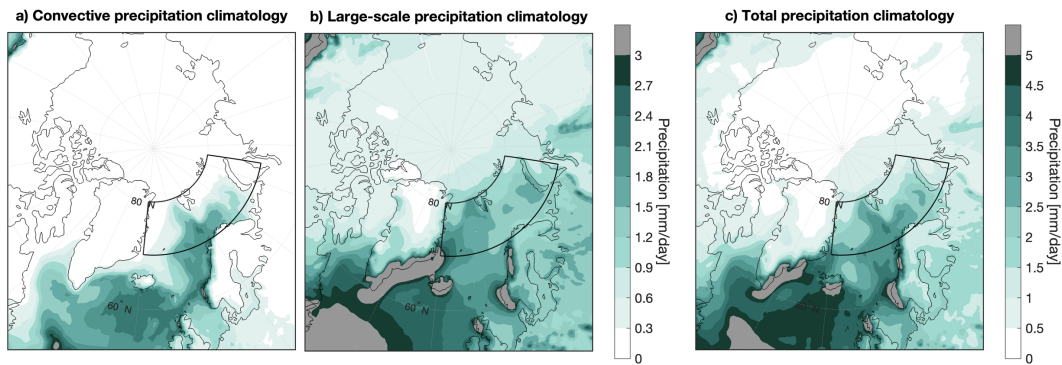 a) Convective precipitation climatology
b) Large-scale precipitation climatology
c) Total precipitation climatology
80 ° N
60 ° N
80 ° N
60 ° N
3
2.7
2.4
2.1
1.8
1.5
1.2
0.9
0.6
0.3
0
Precipitation [mm/day]
80 ° N
60 ° N
5
4.5
4
3.5
3
2.5
2
1.5
1
0.5
0
Precipitation [mm/day]